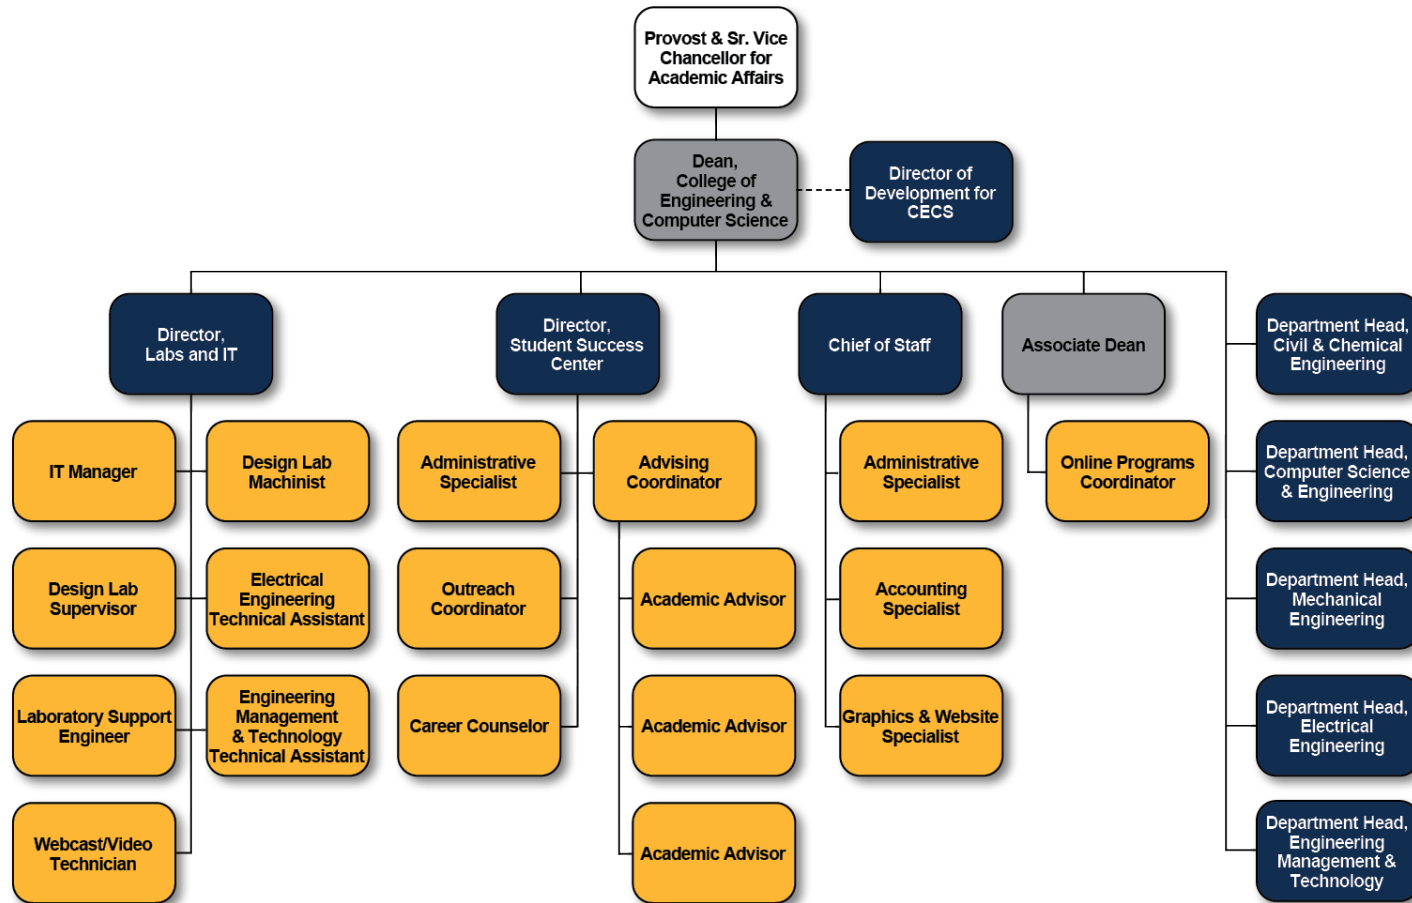 Provost & Sr. Vice
Chancellor for
Academic Affairs
Dean,
College of
Engineering &
Computer Science
Director of
Development for
CECS
Director,
Labs and IT
Director,
Student Success
Center
Chief of Staff
Associate Dean
Department Head,
Civil & Chemical
Engineering
IT Manager
Design Lab
Machinist
Administrative
Specialist
Advising
Coordinator
Administrative
Specialist
Online Programs
Coordinator
Department Head,
Computer Science
& Engineering
Design Lab
Supervisor
Electrical
Engineering
Technical Assistant
Outreach
Coordinator
Academic Advisor
Accounting
Specialist
Department Head,
Mechanical
Engineering
Laboratory Support
Engineer
Engineering
Management
& Technology
Technical Assistant
Career Counselor
Academic Advisor
Graphics & Website
Specialist
Department Head,
Electrical
Engineering
Webcast/Video
Technician
Academic Advisor
Department Head,
Engineering
Management &
Technology